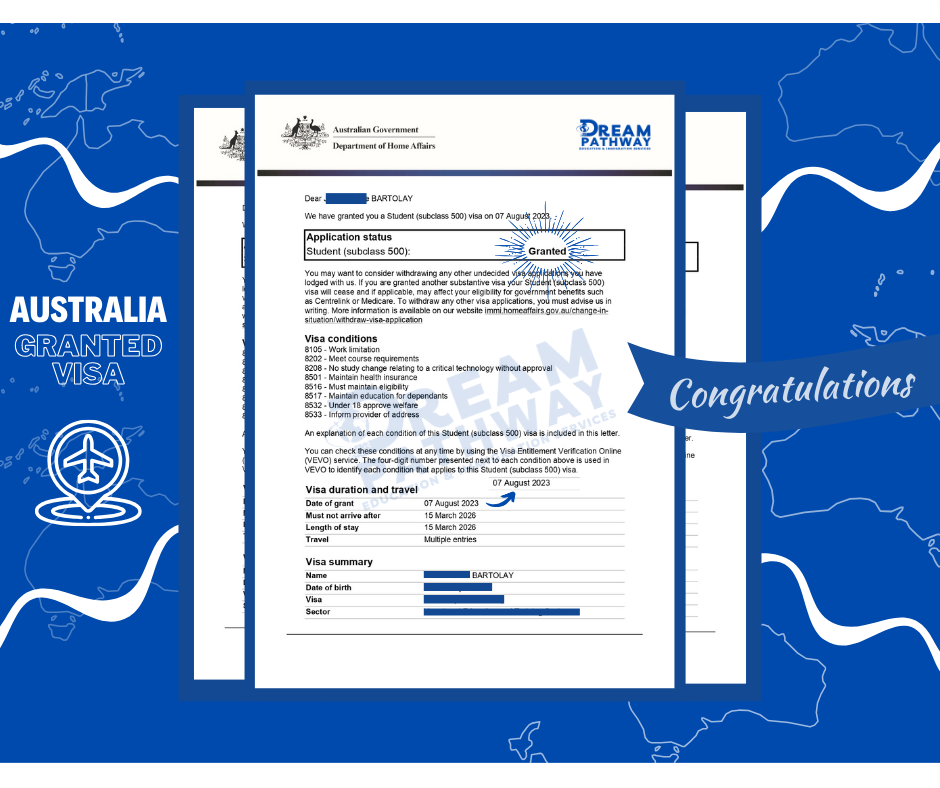 Australian Government
Department of Home Affairs
DREAM
PATHWAY
EDUCATION & IMMIGRATION SERVICES
Dear J e BARTOLAY
We have granted you a Student (subclass 500) visa on 07 August 2023.
Application status
Student (subclass 500): Granted
You may want to consider withdrawing any other undecided visa applications you have
lodged with us. If you are granted another substantive visa your Student (subclass 500)
visa will cease and if applicable, may affect your eligibility for government benefits such
as Centrelink or Medicare. To withdraw any other visa applications, you must advise us in
writing. More information is available on our website immi.homeaffairs.gov.au/change-in-
situation/withdraw-visa-application
Visa conditions
8105 - Work limitation
8202 - Meet course requirements
8208 - No study change relating to a critical technology without approval
8501 - Maintain health insurance
8516 - Must maintain eligibility
8517 - Maintain education for dependants
8532 - Under 18 approve welfare
8533 - Inform provider of address
An explanation of each condition of this Student (subclass 500) visa is included in this letter.
You can check these conditions at any time by using the Visa Entitlement Verification Online
(VEVO) service. The four-digit number presented next to each condition above is used in
VEVO to identify each condition that applies to this Student (subclass 500) visa.
07 August 2023
Visa duration and travel
Date of grant 07 August 2023
Must not arrive after 15 March 2026
Length of stay 15 March 2026
Travel Multiple entries
Visa summary
Name BARTOLAY
Date of birth
Visa
Sector
DREAM
PATHWAY
EDUCATION & IMMIGRATION SERVICES
AUSTRALIA
GRANTED
VISA
Congratulations